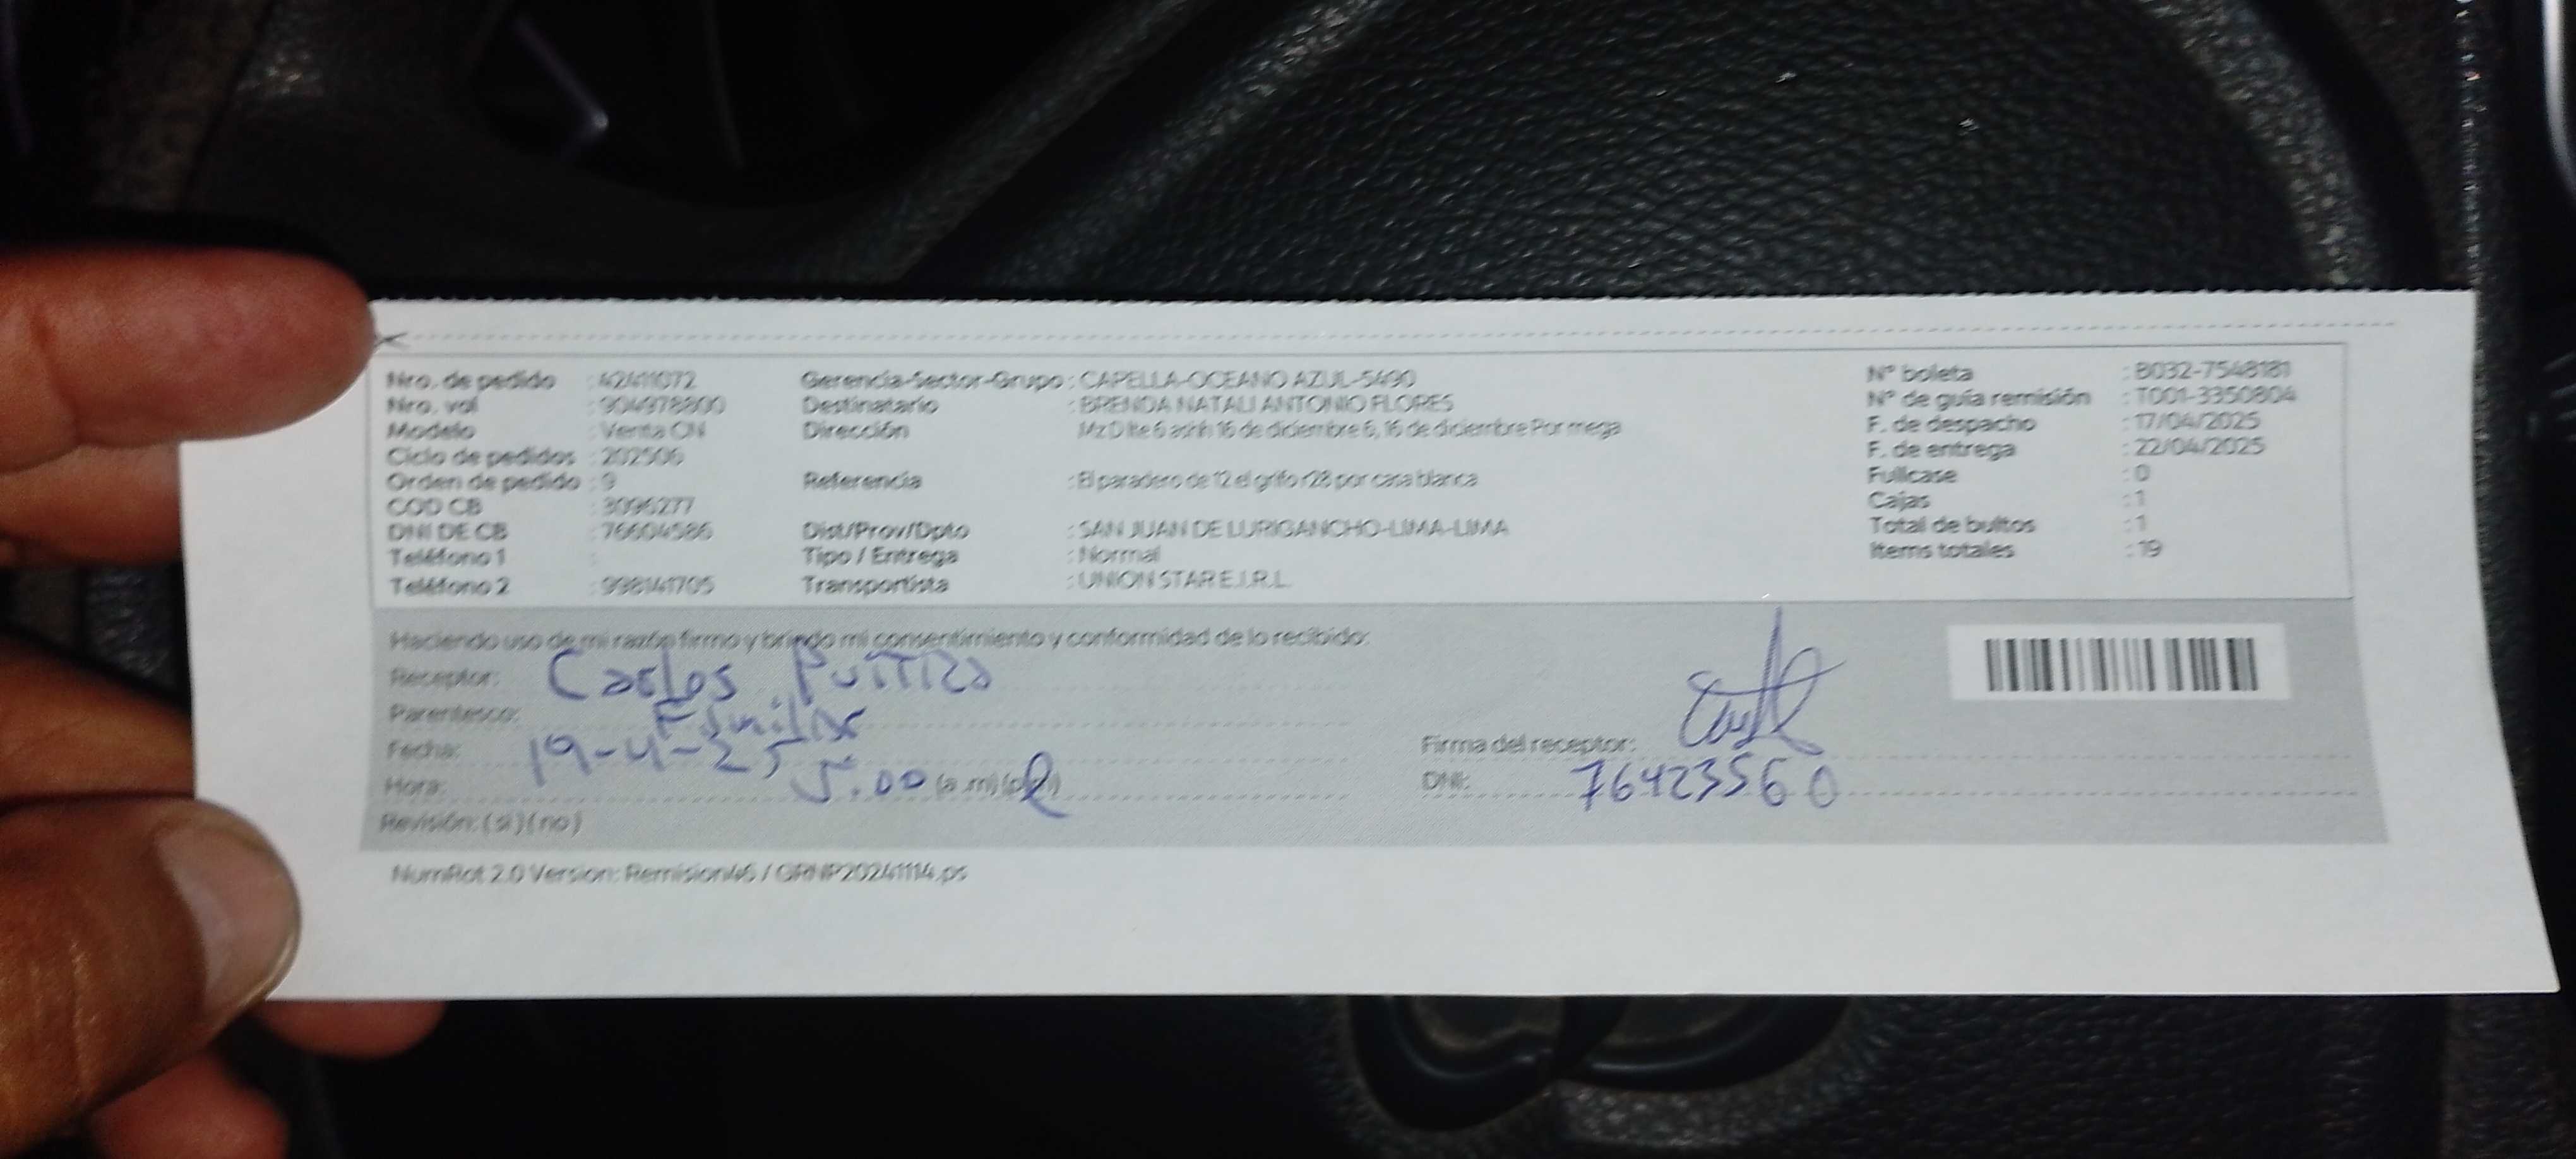 Nro. de pedido : 42411072
Nro. vol : 904978800
Modelo : Venta CN
Ciclo de pedidos : 202506
Orden de pedido : 9
COD CB : 3096277
DNI DE CB : 76604586
Teléfono 1 :
Teléfono 2 : 998141705
Gerencia-Sector-Grupo : CAPELLA-OCEANO AZUL-5490
Destinatario : BRENDA NATALI ANTONIO FLORES
Dirección Mz D lte 6 aahh 16 de diciembre 6, 16 de diciembre Por mega
Referencia : El paradero de 12 el grifo r28 por casa blanca
Dist/Prov/Dpto : SAN JUAN DE LURIGANCHO-LIMA-LIMA
Tipo / Entrega : Normal
Transportista : UNION STAR E.I.R.L.
N° boleta : B032-7548181
N° de guía remisión : T001-3350804
F. de despacho : 17/04/2025
F. de entrega : 22/04/2025
Fullcase : 0
Cajas : 1
Total de bultos : 1
Items totales : 19
Haciendo uso de mi razón firmo y brindo mi consentimiento y conformidad de lo recibido:
Receptor: Carlos
Parentesco: Familiar
Fecha: 19-4-25
Hora: 5:00 (a.m) (p.m)
Revisión: (si) (no)
Firma del receptor:
DNI: 76423560
NumRot 2.0 Version: Remision46 / GRNP20241114.ps